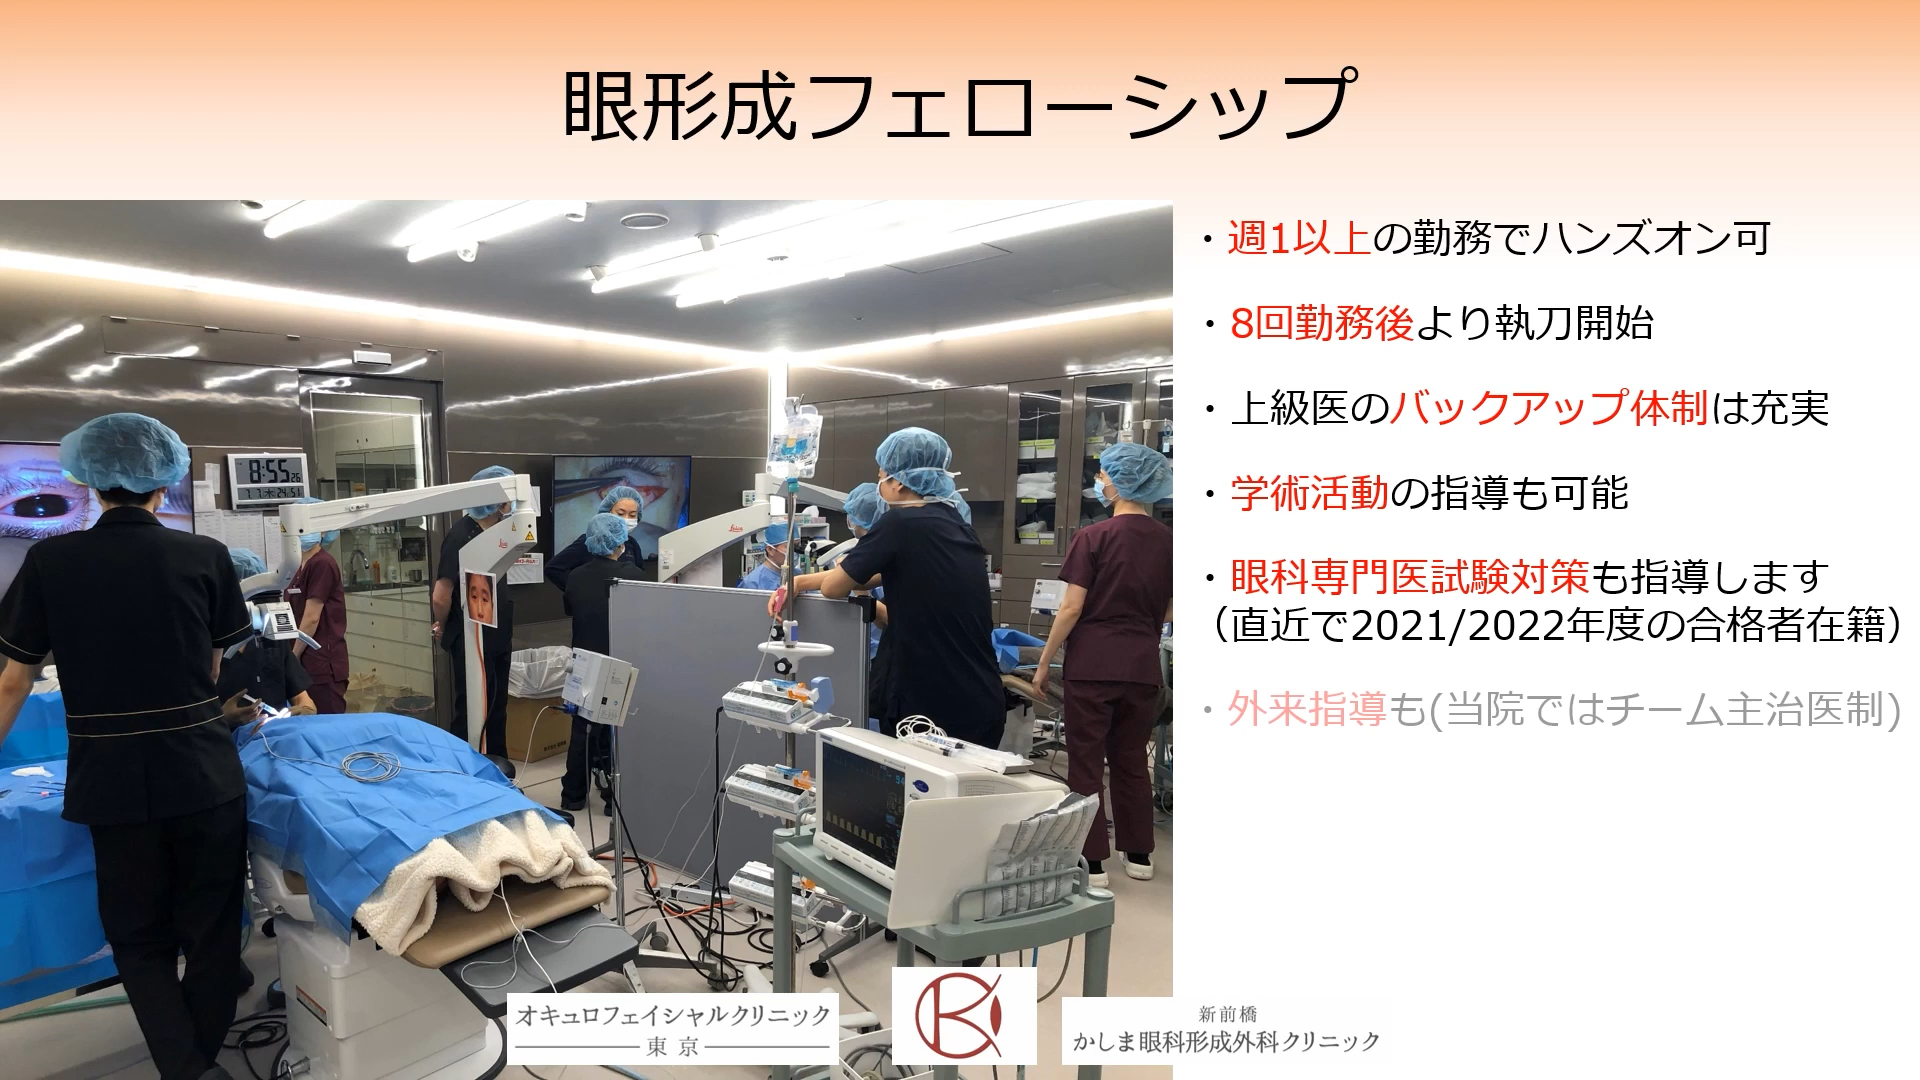 眼形成フェローシップ
・週1以上の勤務でハンズオン可
・8回勤務後より執刀開始
・上級医のバックアップ体制は充実
・学術活動の指導も可能
・眼科専門医試験対策も指導します
（直近で2021/2022年度の合格者在籍）
・外来指導も(当院ではチーム主治医制)
8:55 26
Leica
Leica
オキュロフェイシャルクリニック
東京
新前橋
かしま眼科形成外科クリニック